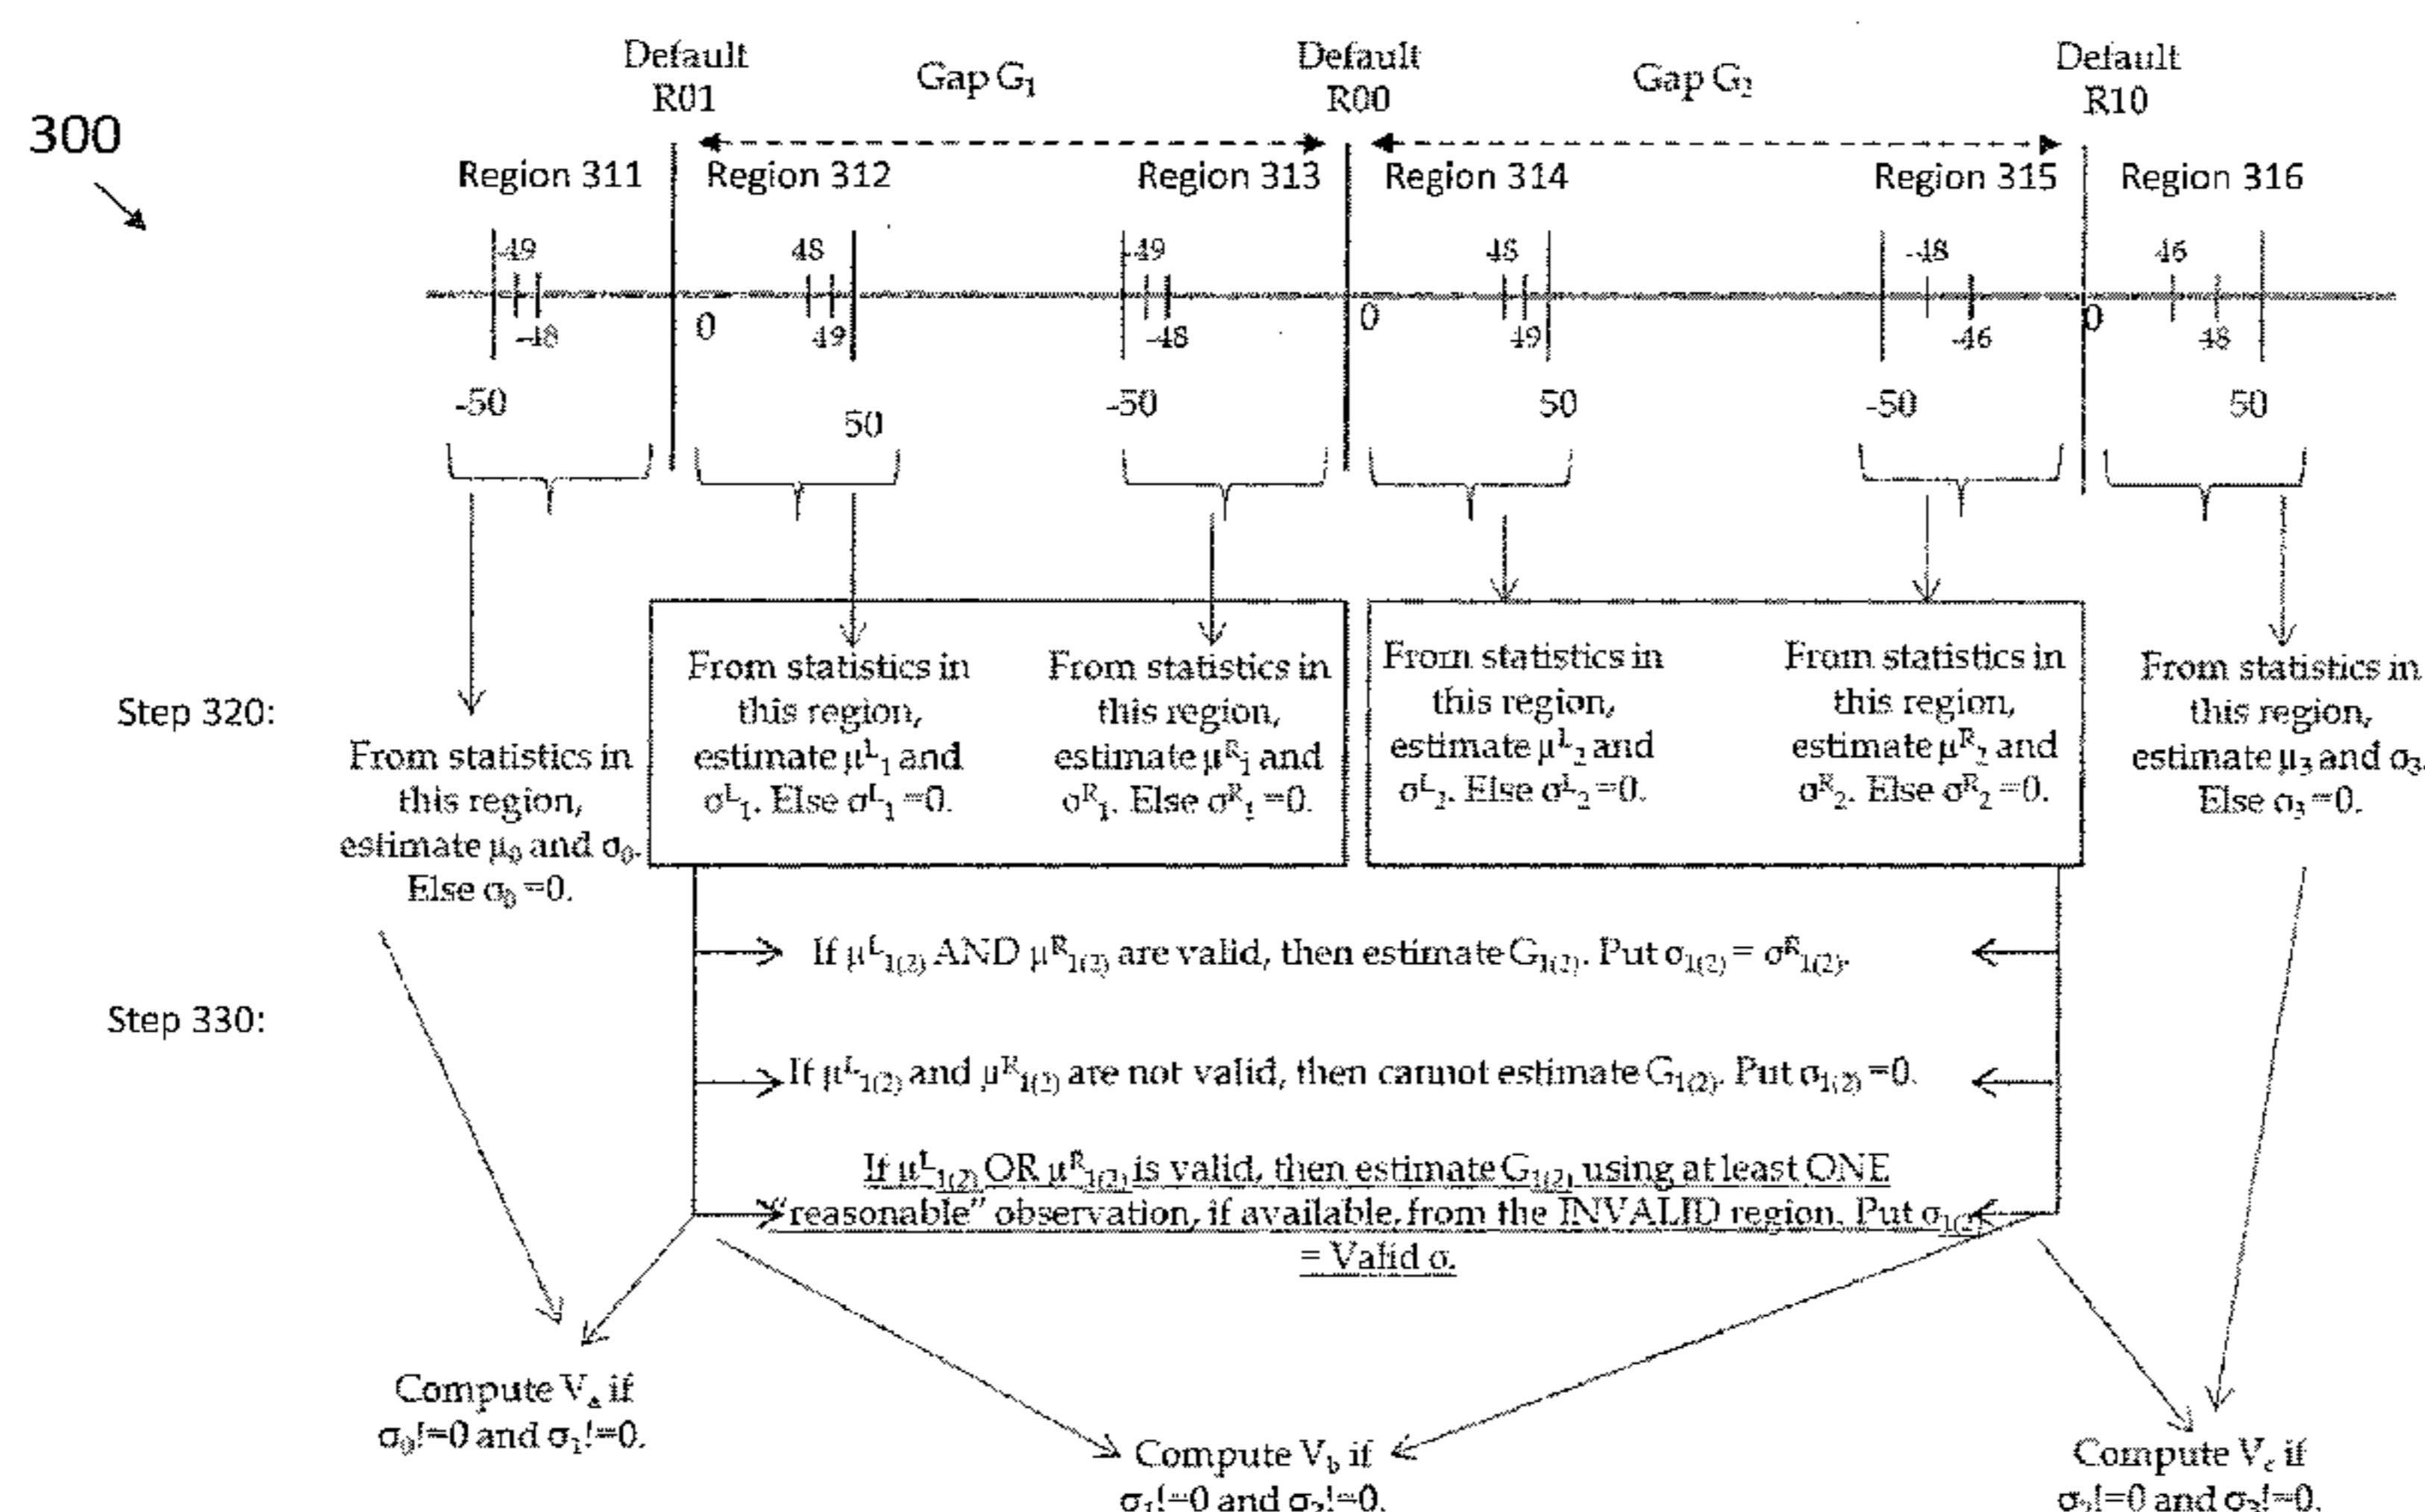 300
Default
R01
Gap G₁
Default
R00
Gap G₂
Default
R10
Region 311
Region 312
Region 313
Region 314
Region 315
Region 316
-49
48
-49
48
-48
46
-48
0
49
-48
0
49
-46
0
48
-50
50
-50
50
-50
50
Step 320:
From statistics in
this region,
estimate μ₀ and σ₀.
Else σ₀ =0.
From statistics in
this region,
estimate μᴸ₁ and
σᴸ₁. Else σᴸ₁ =0.
From statistics in
this region,
estimate μᴿ₁ and
σᴿ₁. Else σᴿ₁ =0.
From statistics in
this region,
estimate μᴸ₂ and
σᴸ₂. Else σᴸ₂ =0.
From statistics in
this region,
estimate μᴿ₂ and
σᴿ₂. Else σᴿ₂ =0.
From statistics in
this region,
estimate μ₃ and σ₃.
Else σ₃ =0.
Step 330:
If μᴸ₁₍₂₎ AND μᴿ₁₍₂₎ are valid, then estimate G₁₍₂₎. Put σ₁₍₂₎ = σᴿ₁₍₂₎.
If μᴸ₁₍₂₎ and μᴿ₁₍₂₎ are not valid, then cannot estimate G₁₍₂₎. Put σ₁₍₂₎ =0.
If μᴸ₁₍₂₎ OR μᴿ₁₍₂₎ is valid, then estimate G₁₍₂₎ using at least ONE
“reasonable” observation, if available, from the INVALID region. Put σ₁₍₂₎
= Valid σ.
Compute Vₐ if
σ₀!=0 and σ₁!=0.
Compute V_b if
σ₁!=0 and σ₂!=0.
Compute V_c if
σ₂!=0 and σ₃!=0.